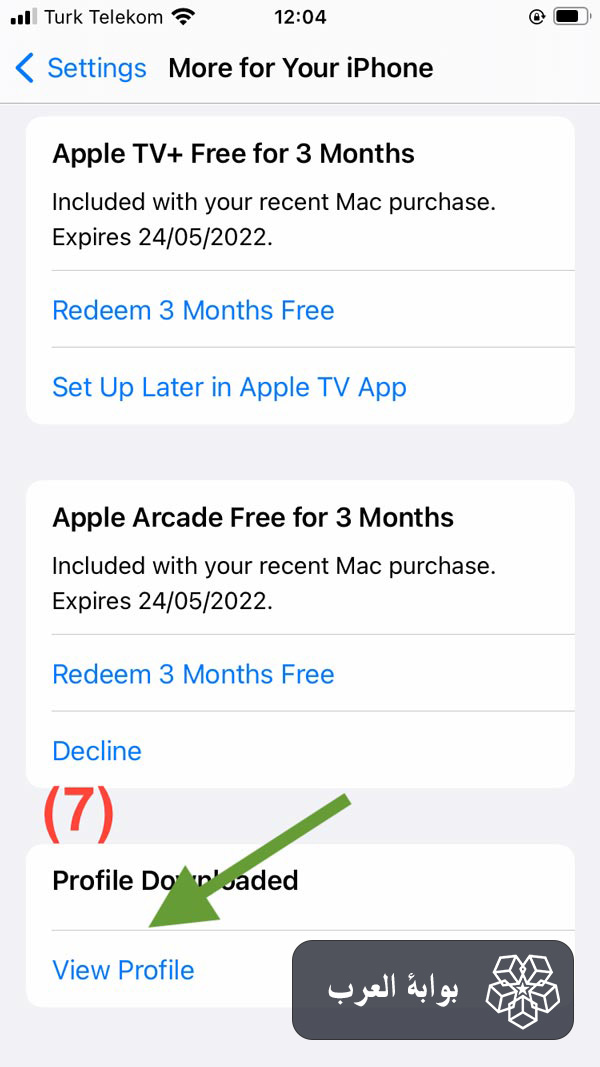 Turk Telekom 12:04
Settings More for Your iPhone
Apple TV+ Free for 3 Months
Included with your recent Mac purchase.
Expires 24/05/2022.
Redeem 3 Months Free
Set Up Later in Apple TV App
Apple Arcade Free for 3 Months
Included with your recent Mac purchase.
Expires 24/05/2022.
Redeem 3 Months Free
Decline
(7)
Profile Downloaded
View Profile
بوابة العرب